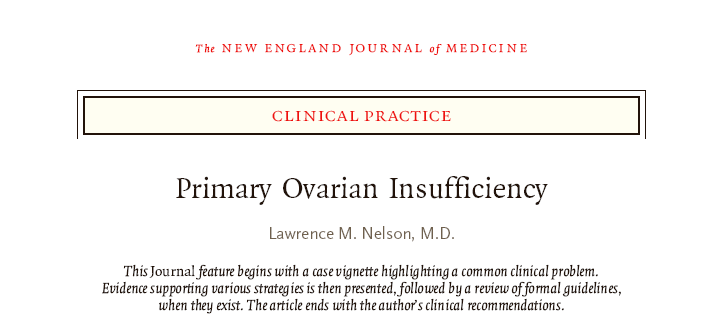 The NEW ENGLAND JOURNAL of MEDICINE
CLINICAL PRACTICE
Primary Ovarian Insufficiency
Lawrence M. Nelson, M.D.
This Journal feature begins with a case vignette highlighting a common clinical problem.
Evidence supporting various strategies is then presented, followed by a review of formal guidelines,
when they exist. The article ends with the author's clinical recommendations.